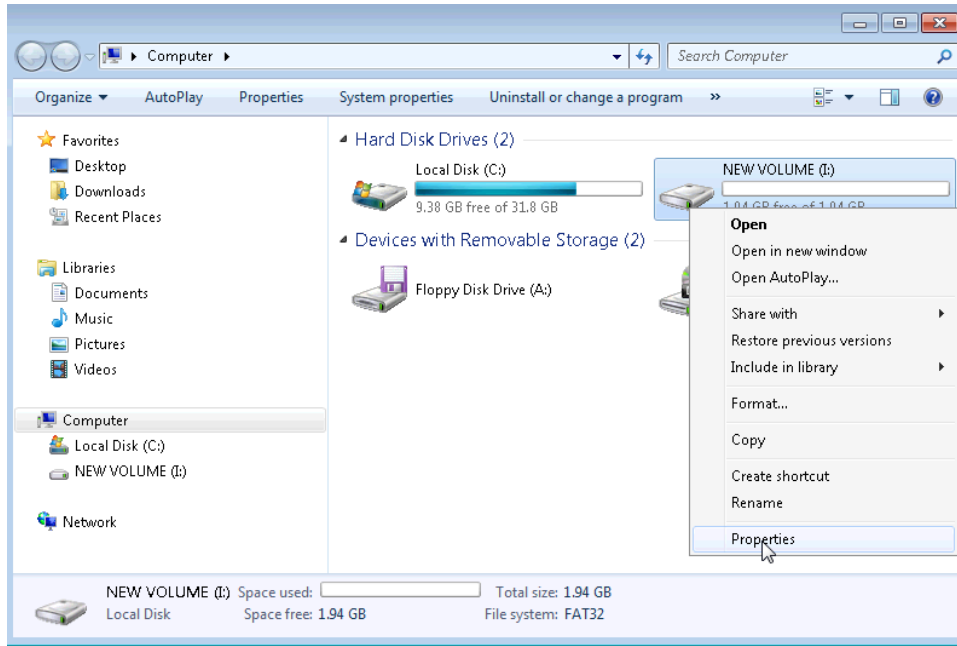 Computer
Search Computer
Organize AutoPlay Properties System properties Uninstall or change a program »
Favorites
Desktop
Downloads
Recent Places
Libraries
Documents
Music
Pictures
Videos
Computer
Local Disk (C:)
NEW VOLUME (I:)
Network
Hard Disk Drives (2)
Local Disk (C:)
9.38 GB free of 31.8 GB
NEW VOLUME (I:)
GB free of GB
Devices with Removable Storage (2)
Floppy Disk Drive (A:)
Open
Open in new window
Open AutoPlay...
Share with
Restore previous versions
Include in library
Format...
Copy
Create shortcut
Rename
Properties
NEW VOLUME (I:) Space used: Total size: 1.94 GB
Local Disk Space free: 1.94 GB File system: FAT32